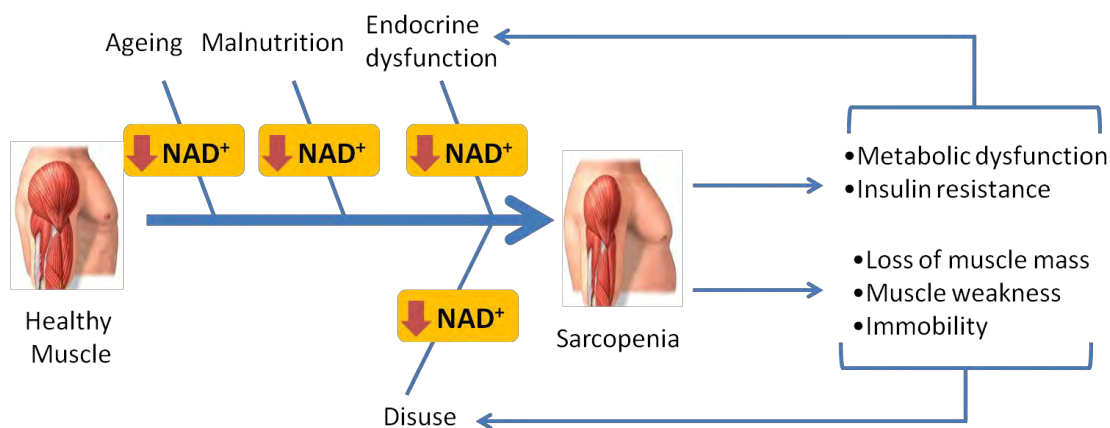 Ageing
Malnutrition
Endocrine
dysfunction
NAD⁺
NAD⁺
NAD⁺
Healthy
Muscle
Sarcopenia
•Metabolic dysfunction
•Insulin resistance
•Loss of muscle mass
•Muscle weakness
•Immobility
NAD⁺
Disuse